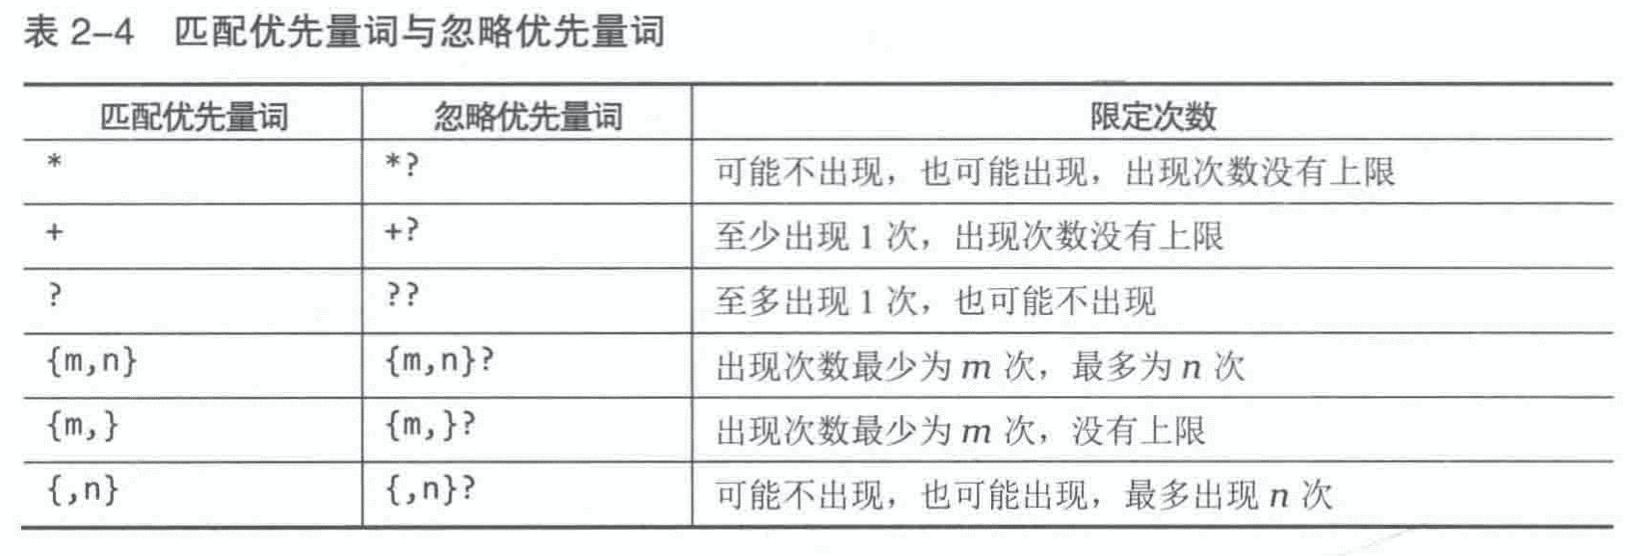 表 2-4 匹配优先量词与忽略优先量词
匹配优先量词 忽略优先量词 限定次数
* *? 可能不出现，也可能出现，出现次数没有上限
+ +? 至少出现 1 次，出现次数没有上限
? ?? 至多出现 1 次，也可能不出现
{m,n} {m,n}? 出现次数最少为 m 次，最多为 n 次
{m,} {m,}? 出现次数最少为 m 次，没有上限
{,n} {,n}? 可能不出现，也可能出现，最多出现 n 次